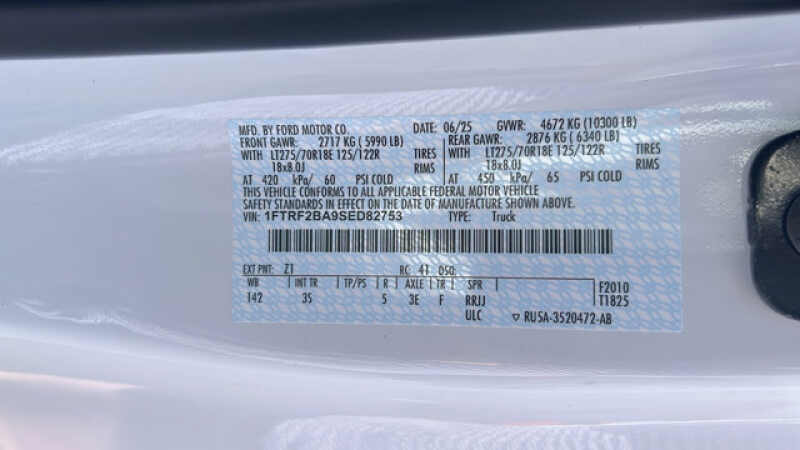 MFD. BY FORD MOTOR CO. DATE: 06/25 GVWR: 4672 KG (10300 LB)
FRONT GAWR: 2717 KG ( 5990 LB) REAR GAWR: 2876 KG ( 6340 LB)
WITH LT275/70R18E 125/122R TIRES WITH LT275/70R18E 125/122R TIRES
18x8.0J RIMS 18x8.0J RIMS
AT 420 kPa/ 60 PSI COLD AT 450 kPa/ 65 PSI COLD
THIS VEHICLE CONFORMS TO ALL APPLICABLE FEDERAL MOTOR VEHICLE
SAFETY STANDARDS IN EFFECT ON THE DATE OF MANUFACTURE SHOWN ABOVE.
VIN: 1FTRF2BA9SED82753 TYPE: Truck
EXT PNT: Z1 RC: 41 DSO:
WB INT TR TP/PS R AXLE TR SPR F2010
142 3S 5 3E F RRJJ T1825
ULC ▽ RU5A-3520472-AB